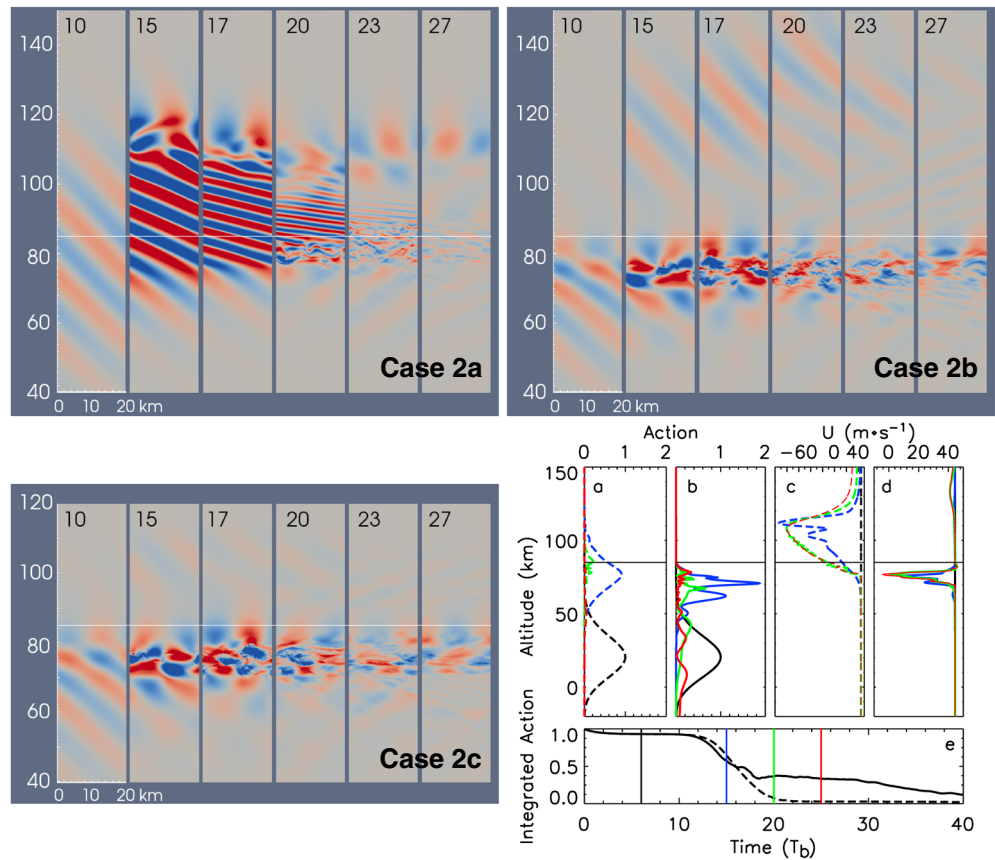 10 15 17 20 23 27
140
120
100
80
60
40
Case 2a
0 10 20 km
10 15 17 20 23 27
140
120
100
80
60
40
Case 2b
0 10 20 km
120
10 15 17 20 23 27
100
80
60
40
Case 2c
0 10 20 km
Action U (m•s⁻¹)
0 1 2 1 2 −60 0 40 0 40
a b c d
150
100
50
0
Altitude (km)
1.0
0.5
0.0
Integrated Action
e
0 10 20 30 40
Time (T_b)